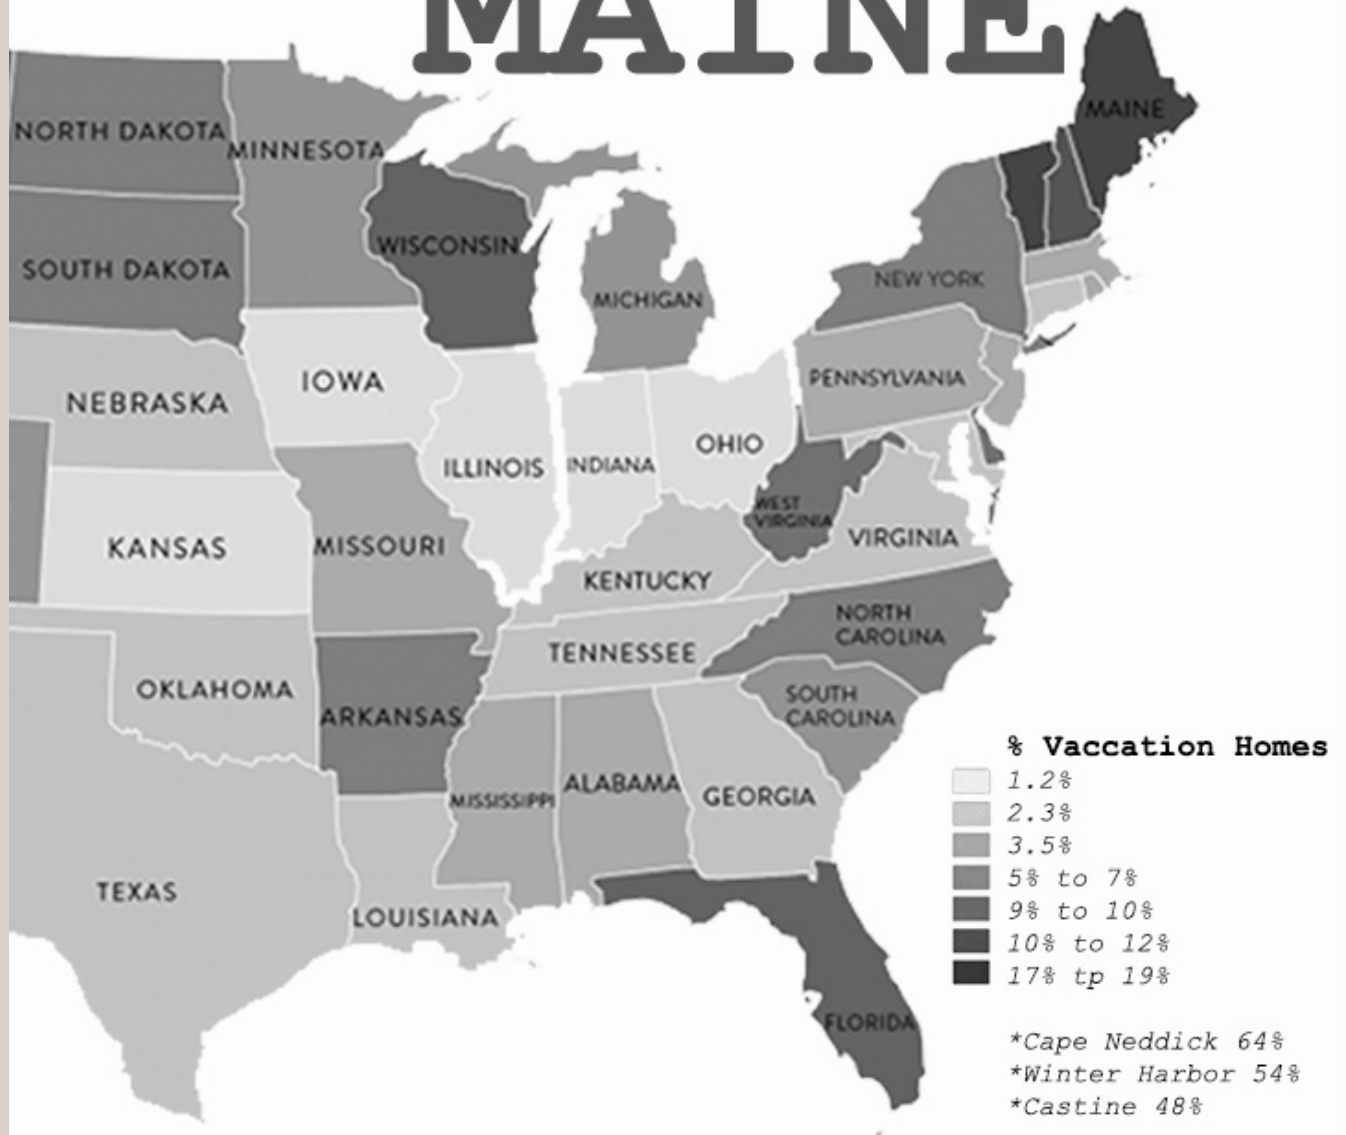 MAINE
MAINE
NORTH DAKOTA
MINNESOTA
WISCONSIN
SOUTH DAKOTA
NEW YORK
MICHIGAN
IOWA
PENNSYLVANIA
NEBRASKA
OHIO
ILLINOIS
INDIANA
WEST
VIRGINIA
KANSAS
MISSOURI
VIRGINIA
KENTUCKY
NORTH
CAROLINA
TENNESSEE
OKLAHOMA
SOUTH
CAROLINA
ARKANSAS
ALABAMA
MISSISSIPPI
GEORGIA
TEXAS
LOUISIANA
FLORIDA
% Vaccation Homes
1.2%
2.3%
3.5%
5% to 7%
9% to 10%
10% to 12%
17% tp 19%
*Cape Neddick 64%
*Winter Harbor 54%
*Castine 48%